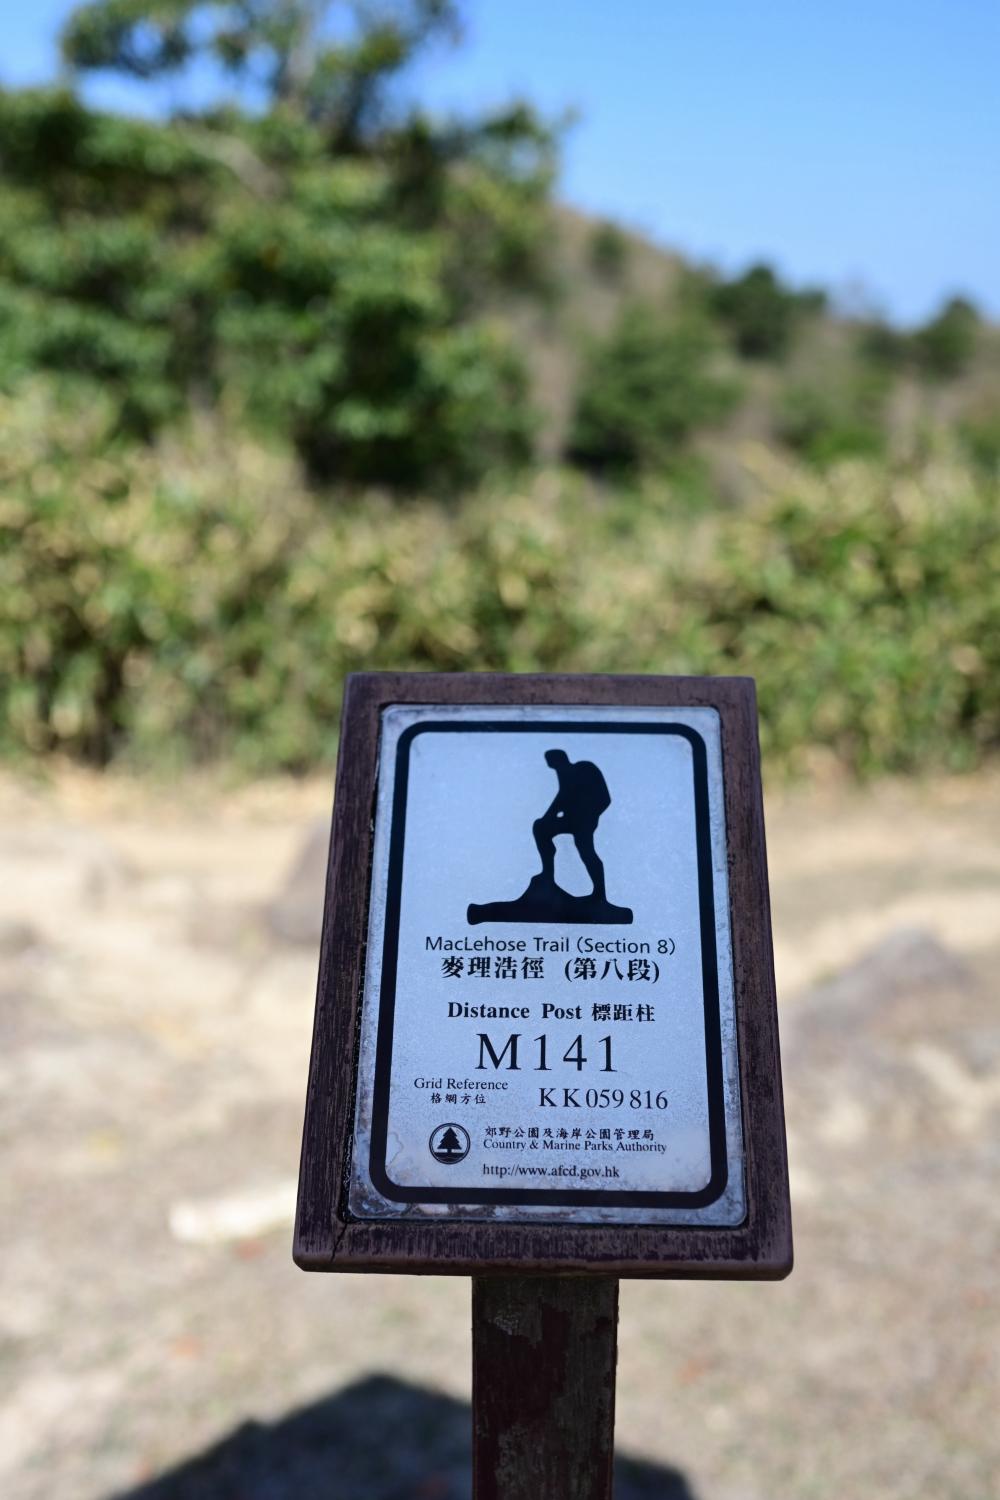 MacLehose Trail (Section 8)
麥理浩徑 (第八段)
Distance Post 標距柱
M141
Grid Reference
格網方位
KK059816
郊野公園及海岸公園管理局
Country & Marine Parks Authority
http://www.afcd.gov.hk